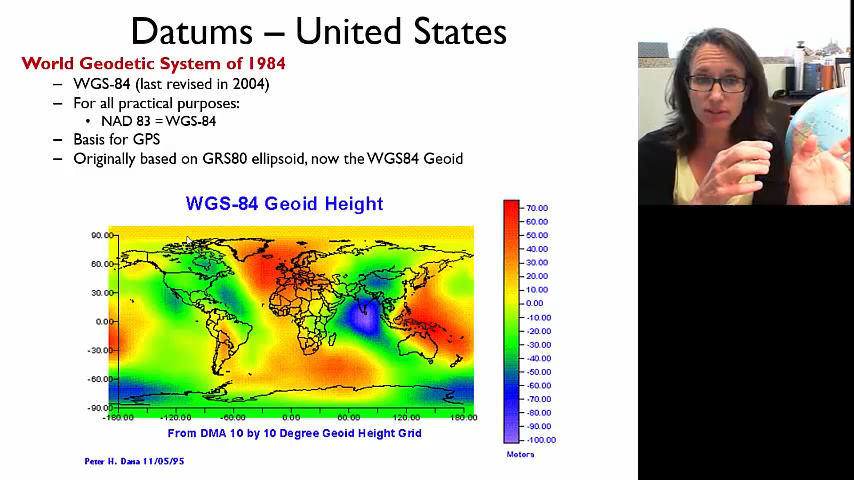 Datums – United States
World Geodetic System of 1984
– WGS-84 (last revised in 2004)
– For all practical purposes:
• NAD 83 = WGS-84
– Basis for GPS
– Originally based on GRS80 ellipsoid, now the WGS84 Geoid
WGS-84 Geoid Height
90.00
60.00
30.00
0.00
-30.00
-60.00
-90.00
-180.00 -120.00 -60.00 0.00 60.00 120.00 180.00
70.00
60.00
50.00
40.00
30.00
20.00
10.00
0.00
-10.00
-20.00
-30.00
-40.00
-50.00
-60.00
-70.00
-80.00
-90.00
-100.00
Meters
From DMA 10 by 10 Degree Geoid Height Grid
Peter H. Dana 11/05/95